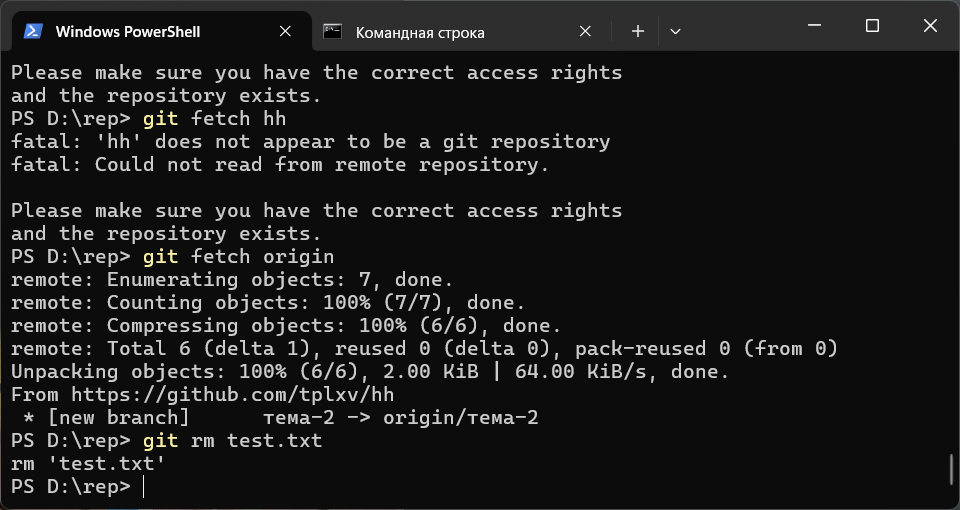 Windows PowerShell
Командная строка
Please make sure you have the correct access rights
and the repository exists.
PS D:\rep> git fetch hh
fatal: 'hh' does not appear to be a git repository
fatal: Could not read from remote repository.
Please make sure you have the correct access rights
and the repository exists.
PS D:\rep> git fetch origin
remote: Enumerating objects: 7, done.
remote: Counting objects: 100% (7/7), done.
remote: Compressing objects: 100% (6/6), done.
remote: Total 6 (delta 1), reused 0 (delta 0), pack-reused 0 (from 0)
Unpacking objects: 100% (6/6), 2.00 KiB | 64.00 KiB/s, done.
From https://github.com/tplxv/hh
 * [new branch]      тема-2 -> origin/тема-2
PS D:\rep> git rm test.txt
rm 'test.txt'
PS D:\rep>